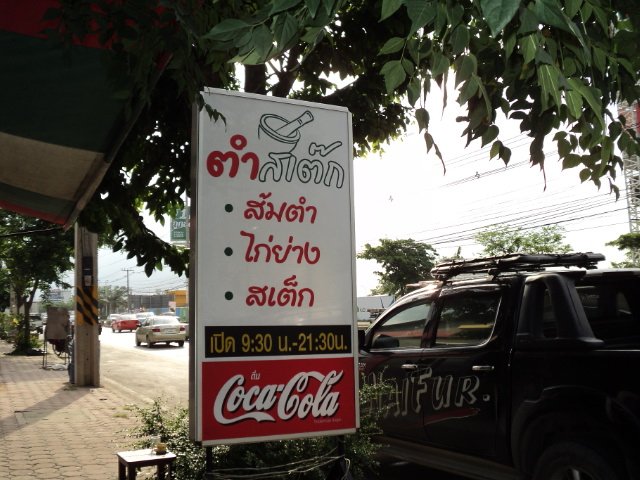 ตำสเต๊ก
• ส้มตำ
• ไก่ย่าง
• สเต็ก
เปิด 9:30 น.-21:30น.
ดื่ม
Coca-Cola